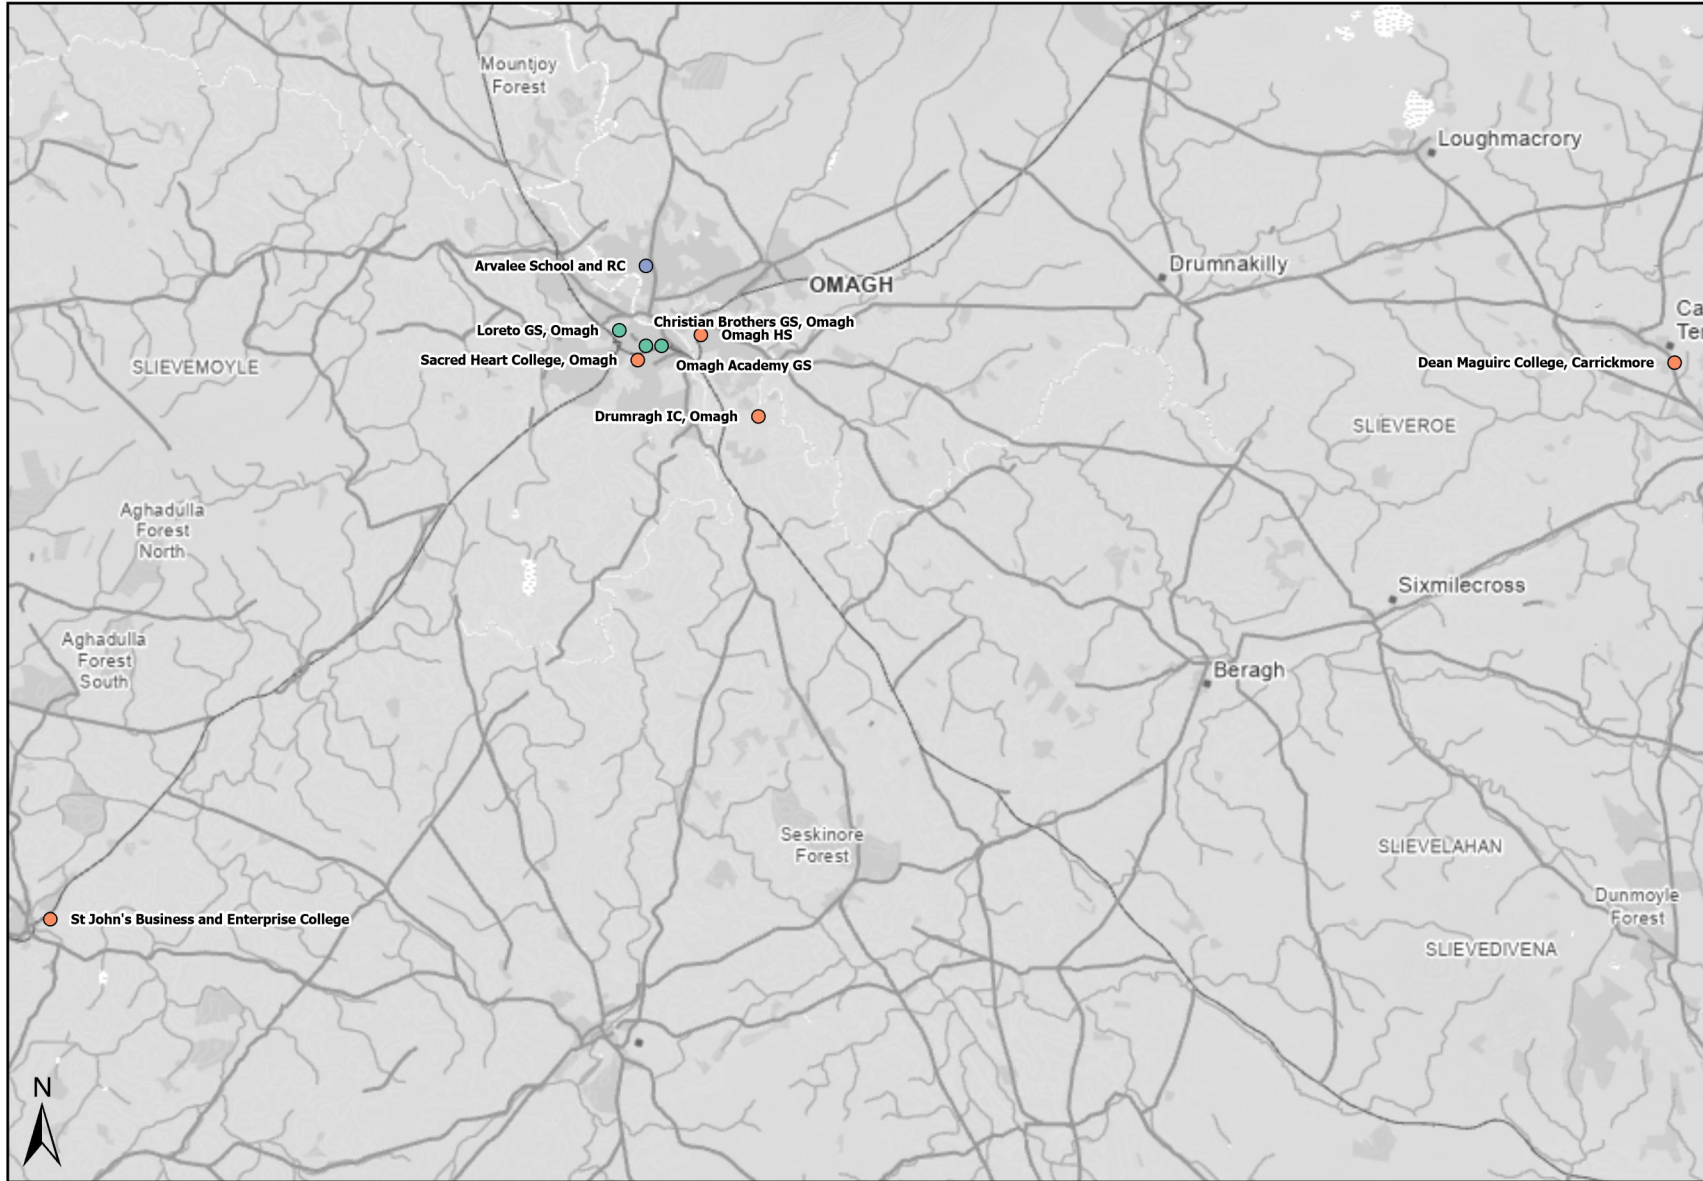 Mountjoy
Forest
Loughmacrory
Drumnakilly
OMAGH
Arvalee School and RC
Loreto GS, Omagh
Christian Brothers GS, Omagh
Omagh HS
Sacred Heart College, Omagh
Omagh Academy GS
Drumragh IC, Omagh
Ca
Ter
Dean Maguirc College, Carrickmore
SLIEVEMOYLE
SLIEVEROE
Aghadulla
Forest
North
Sixmilecross
Aghadulla
Forest
South
Beragh
Seskinore
Forest
SLIEVELAHAN
Dunmoyle
Forest
St John's Business and Enterprise College
SLIEVEDIVENA
N